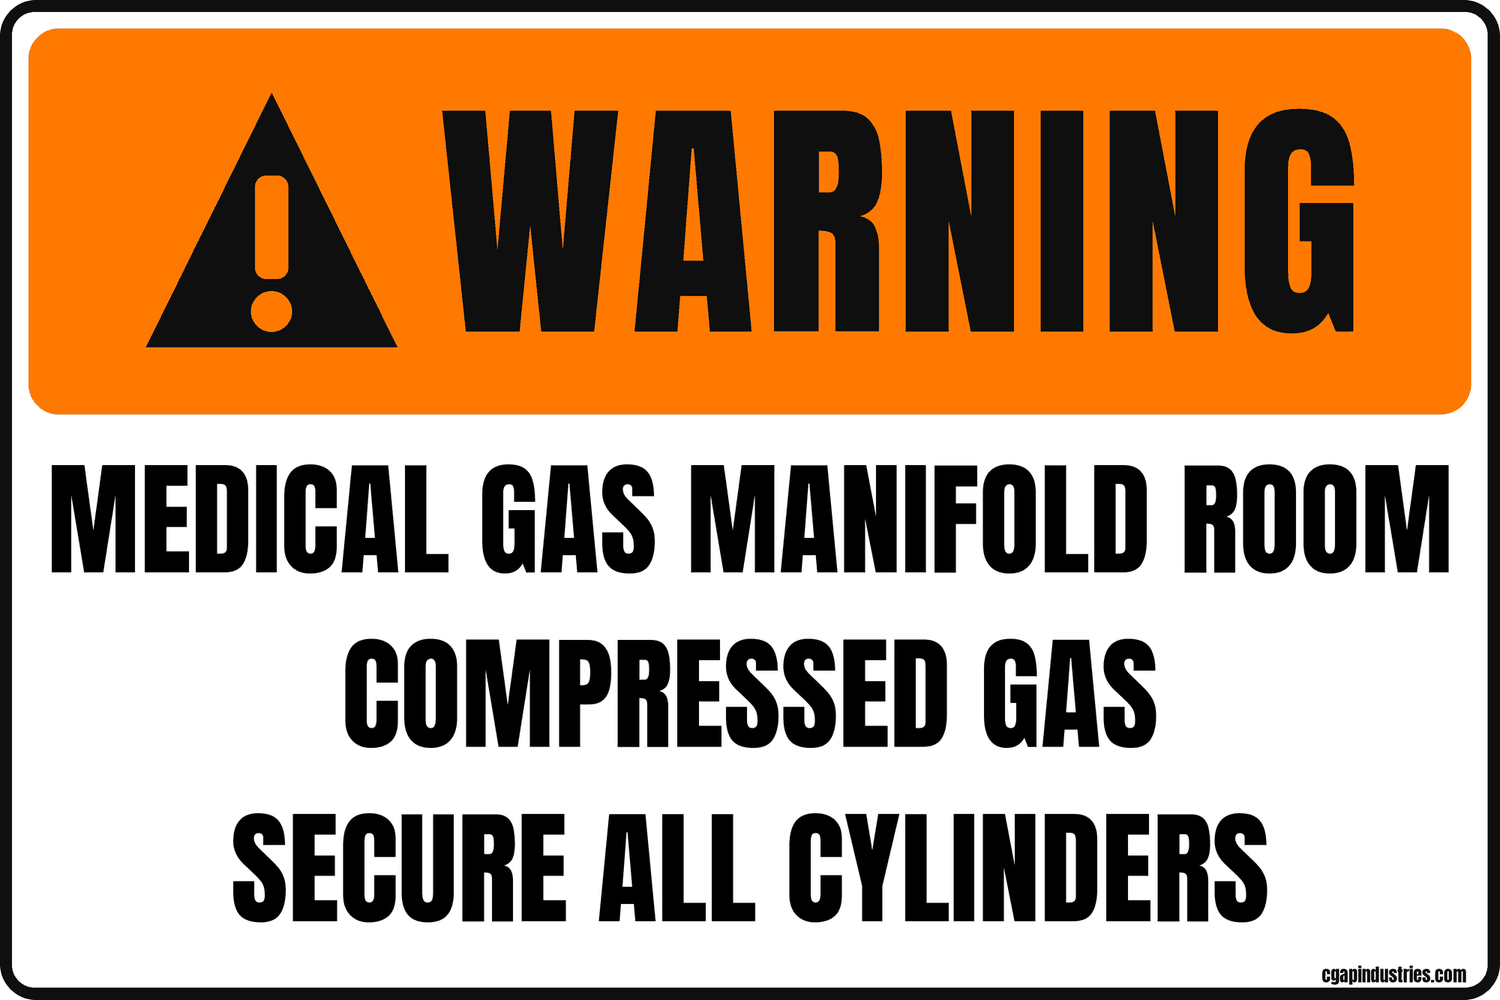 WARNING
MEDICAL GAS MANIFOLD ROOM
COMPRESSED GAS
SECURE ALL CYLINDERS
cgapindustries.com